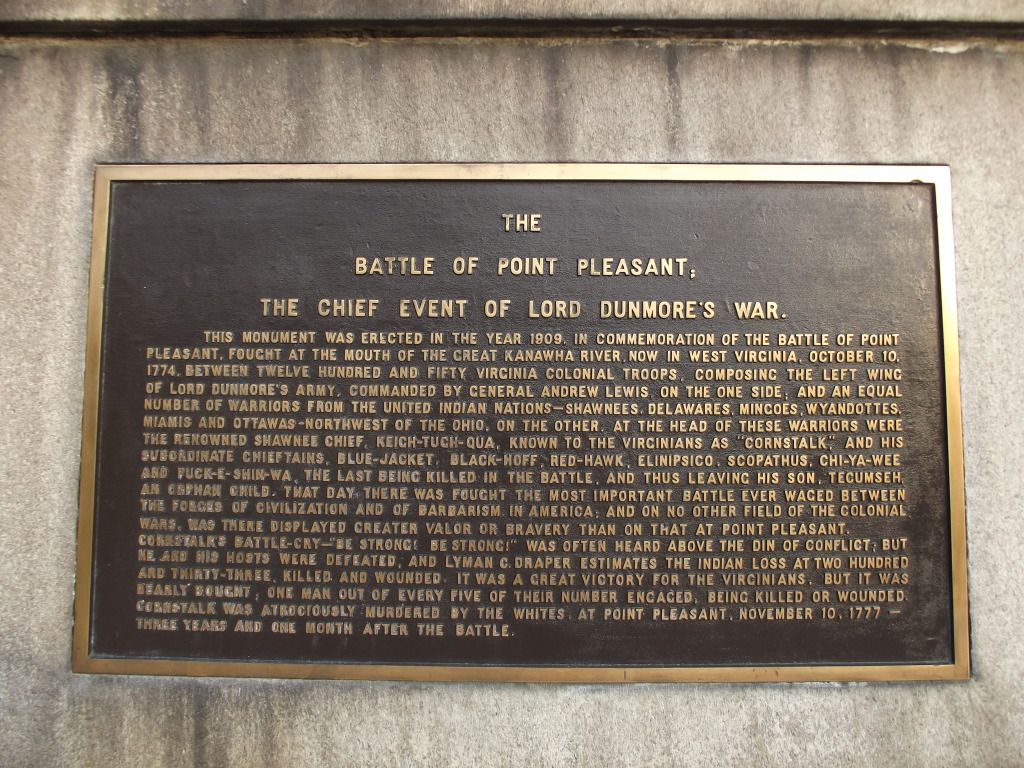 THE
BATTLE OF POINT PLEASANT;
THE CHIEF EVENT OF LORD DUNMORE'S WAR.
THIS MONUMENT WAS ERECTED IN THE YEAR 1909, IN COMMEMORATION OF THE BATTLE OF POINT
PLEASANT, FOUGHT AT THE MOUTH OF THE GREAT KANAWHA RIVER, NOW IN WEST VIRGINIA, OCTOBER 10,
1774, BETWEEN TWELVE HUNDRED AND FIFTY VIRGINIA COLONIAL TROOPS, COMPOSING THE LEFT WING
OF LORD DUNMORE'S ARMY, COMMANDED BY GENERAL ANDREW LEWIS, ON THE ONE SIDE; AND AN EQUAL
NUMBER OF WARRIORS FROM THE UNITED INDIAN NATIONS—SHAWNEES, DELAWARES, MINGOES, WYANDOTTES,
MIAMIS AND OTTAWAS-NORTHWEST OF THE OHIO, ON THE OTHER. AT THE HEAD OF THESE WARRIORS WERE
THE RENOWNED SHAWNEE CHIEF, KEIGH-TUGH-QUA, KNOWN TO THE VIRGINIANS AS "CORNSTALK," AND HIS
SUBORDINATE CHIEFTAINS, BLUE-JACKET, BLACK-HOFF, RED-HAWK, ELINIPSICO, SCOPATHUS, CHI-YA-WEE
AND PUCK-E-SHIN-WA, THE LAST BEING KILLED IN THE BATTLE, AND THUS LEAVING HIS SON, TECUMSEH,
AN ORPHAN CHILD. THAT DAY THERE WAS FOUGHT THE MOST IMPORTANT BATTLE EVER WAGED BETWEEN
THE FORCES OF CIVILIZATION AND OF BARBARISM IN AMERICA; AND ON NO OTHER FIELD OF THE COLONIAL
WARS, WAS THERE DISPLAYED GREATER VALOR OR BRAVERY THAN ON THAT AT POINT PLEASANT.
CORNSTALK'S BATTLE-CRY—"BE STRONG! BE STRONG!" WAS OFTEN HEARD ABOVE THE DIN OF CONFLICT; BUT
HE AND HIS HOSTS WERE DEFEATED, AND LYMAN C. DRAPER ESTIMATES THE INDIAN LOSS AT TWO HUNDRED
AND THIRTY-THREE, KILLED AND WOUNDED. IT WAS A GREAT VICTORY FOR THE VIRGINIANS, BUT IT WAS
DEARLY BOUGHT, ONE MAN OUT OF EVERY FIVE OF THEIR NUMBER ENGAGED, BEING KILLED OR WOUNDED.
CORNSTALK WAS ATROCIOUSLY MURDERED BY THE WHITES, AT POINT PLEASANT, NOVEMBER 10, 1777 —
THREE YEARS AND ONE MONTH AFTER THE BATTLE.